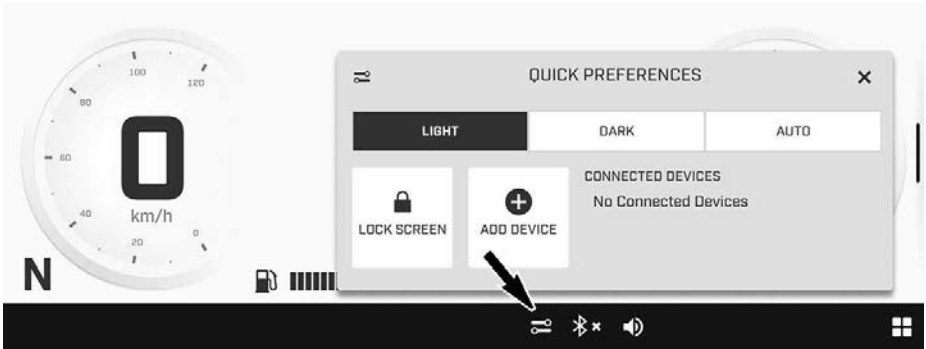 QUICK PREFERENCES
LIGHT DARK AUTO
CONNECTED DEVICES
No Connected Devices
LOCK SCREEN ADD DEVICE
100
120
80
60
0
km/h
40
20
0
N